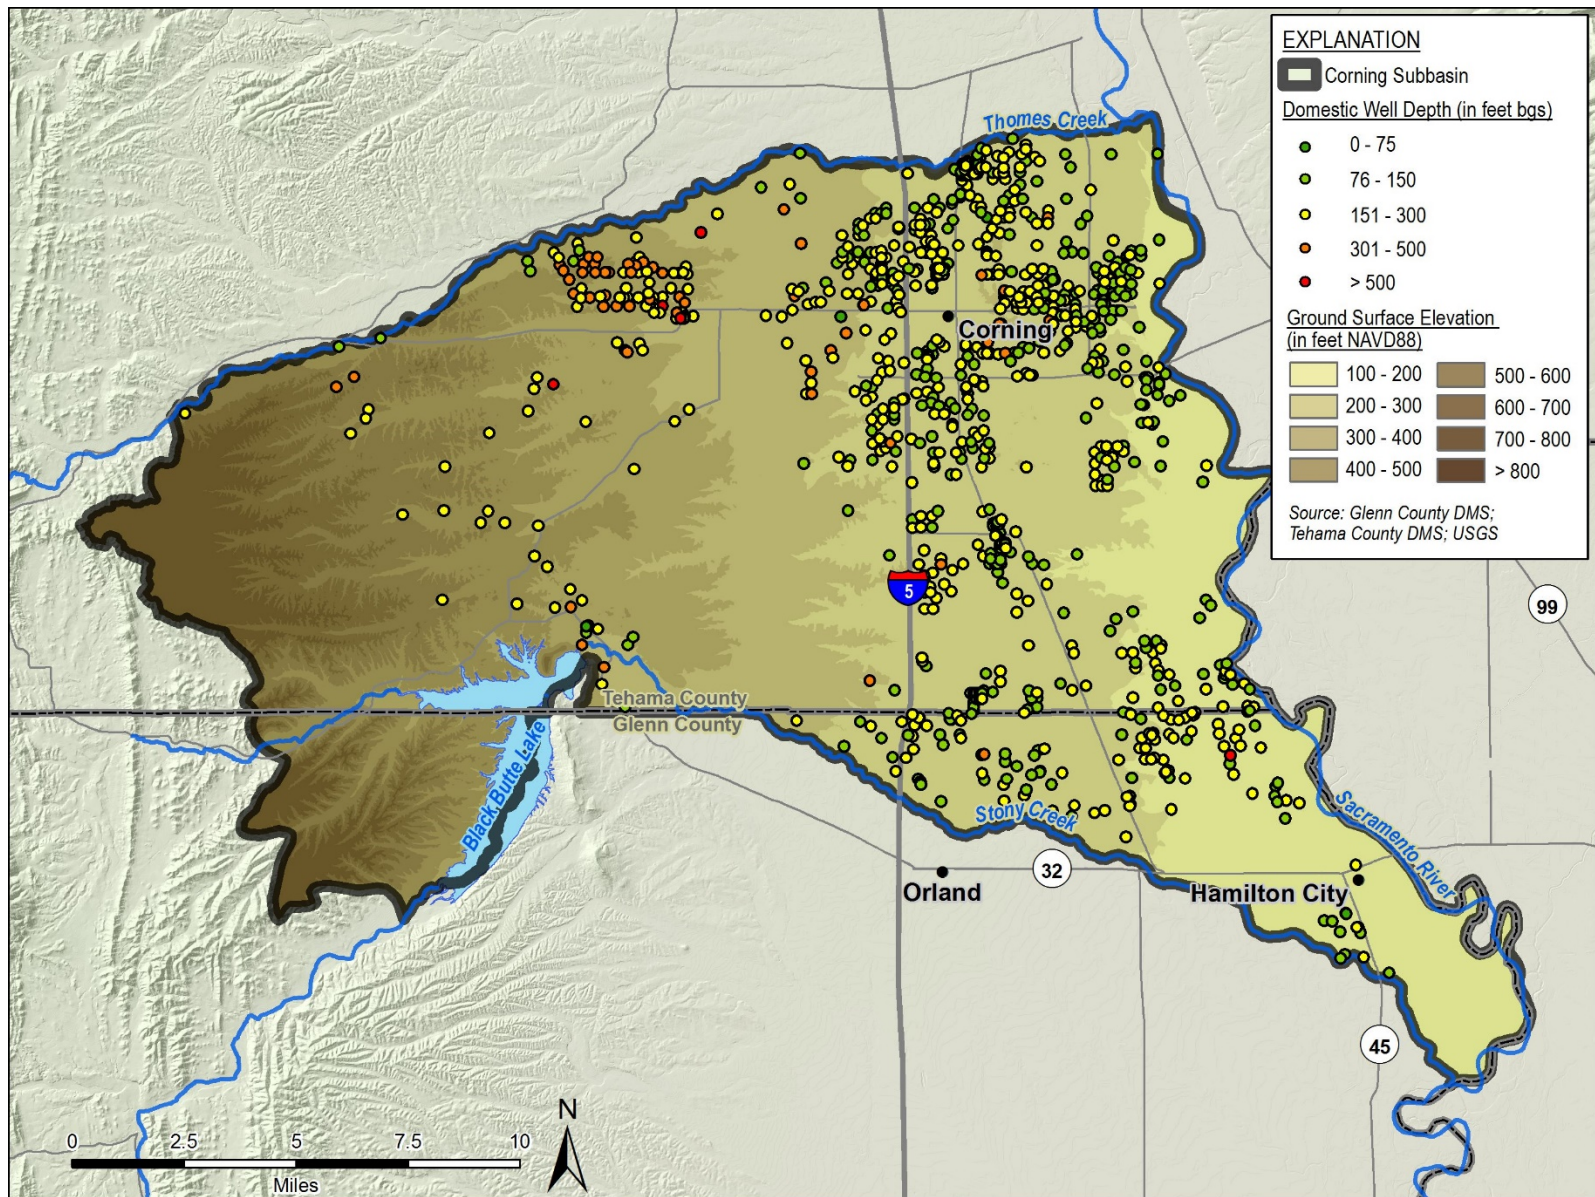 EXPLANATION
Corning Subbasin
Domestic Well Depth (in feet bgs)
0 - 75
76 - 150
151 - 300
301 - 500
> 500
Ground Surface Elevation
(in feet NAVD88)
100 - 200
500 - 600
200 - 300
600 - 700
300 - 400
700 - 800
400 - 500
> 800
Source: Glenn County DMS;
Tehama County DMS; USGS
Thomes Creek
Corning
5
99
Tehama County
Glenn County
Black Butte Lake
Stony Creek
Sacramento River
Orland
32
Hamilton City
45
N
0 2.5 5 7.5 10
Miles